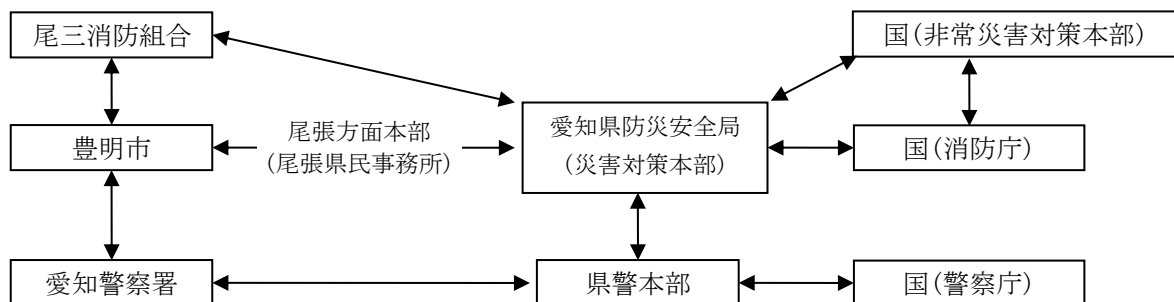 尾三消防組合
国(非常災害対策本部)
尾張方面本部
(尾張県民事務所)
愛知県防災安全局
(災害対策本部)
豊明市
国(消防庁)
愛知警察署
県警本部
国(警察庁)